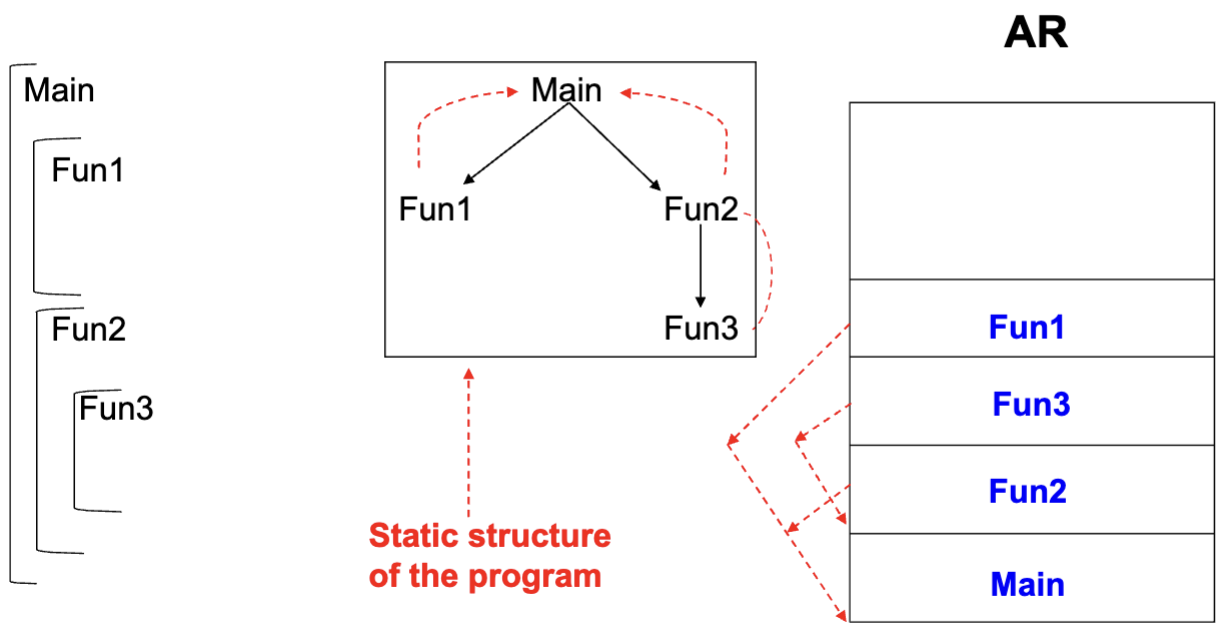 Main
Fun1
Fun2
Fun3
Main
Fun1
Fun2
Fun3
Static structure
of the program
AR
Fun1
Fun3
Fun2
Main